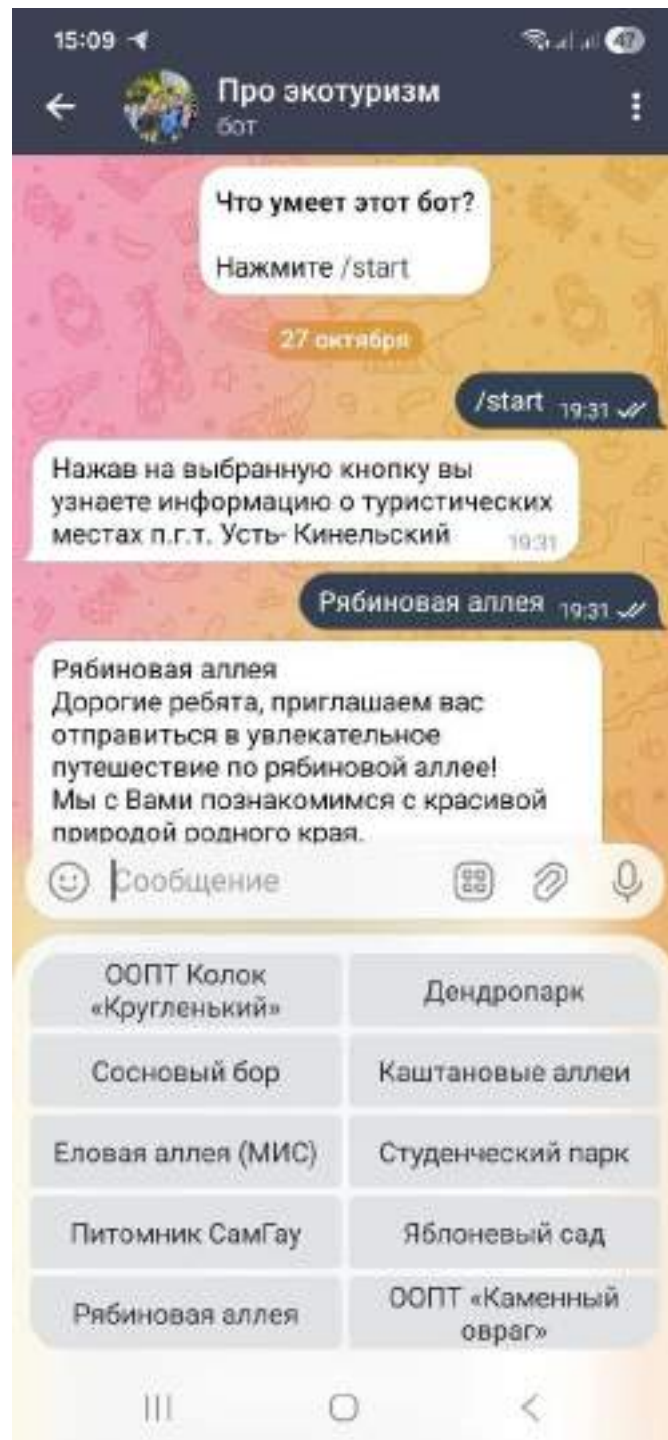 15:09
47
Про экотуризм
бот
Что умеет этот бот?
Нажмите /start
27 октября
/start 19:31
Нажав на выбранную кнопку вы
узнаете информацию о туристических
местах п.г.т. Усть- Кинельский 19:31
Рябиновая аллея 19:31
Рябиновая аллея
Дорогие ребята, приглашаем вас
отправиться в увлекательное
путешествие по рябиновой аллее!
Мы с Вами познакомимся с красивой
природой родного края.
Сообщение
ООПТ Колок
«Кругленький»
Дендропарк
Сосновый бор
Каштановые аллеи
Еловая аллея (МИС)
Студенческий парк
Питомник СамГау
Яблоневый сад
Рябиновая аллея
ООПТ «Каменный
овраг»